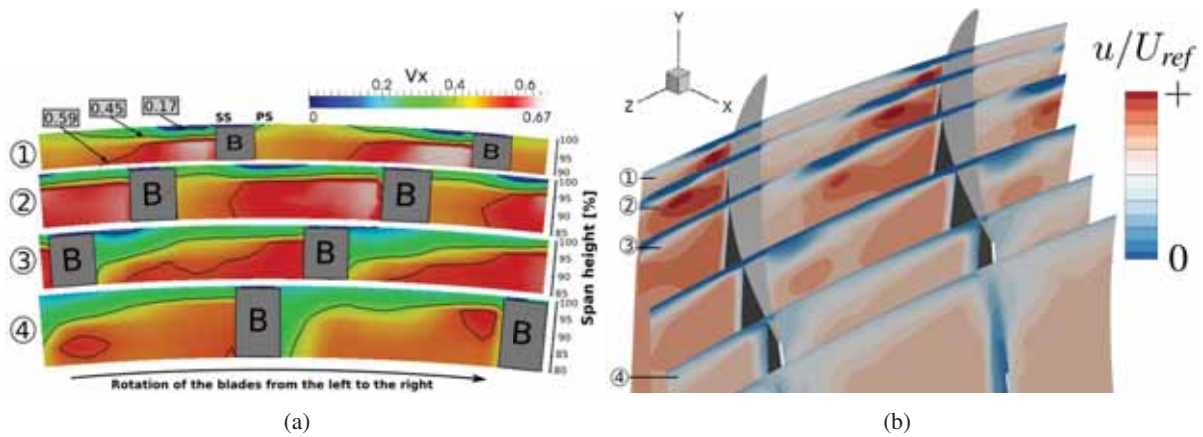 Vx
0.2 0.4 0.6
0 0.67
0.59 0.45 0.17 SS PS
① B B 100 95 90
② B B 100 95 90 85
③ B B 100 95 90 85
④ B B 100 95 90 85 80
Span height [%]
Rotation of the blades from the left to the right
(a)
Y
Z X
u/U_ref
+
0
①
②
③
④
(b)